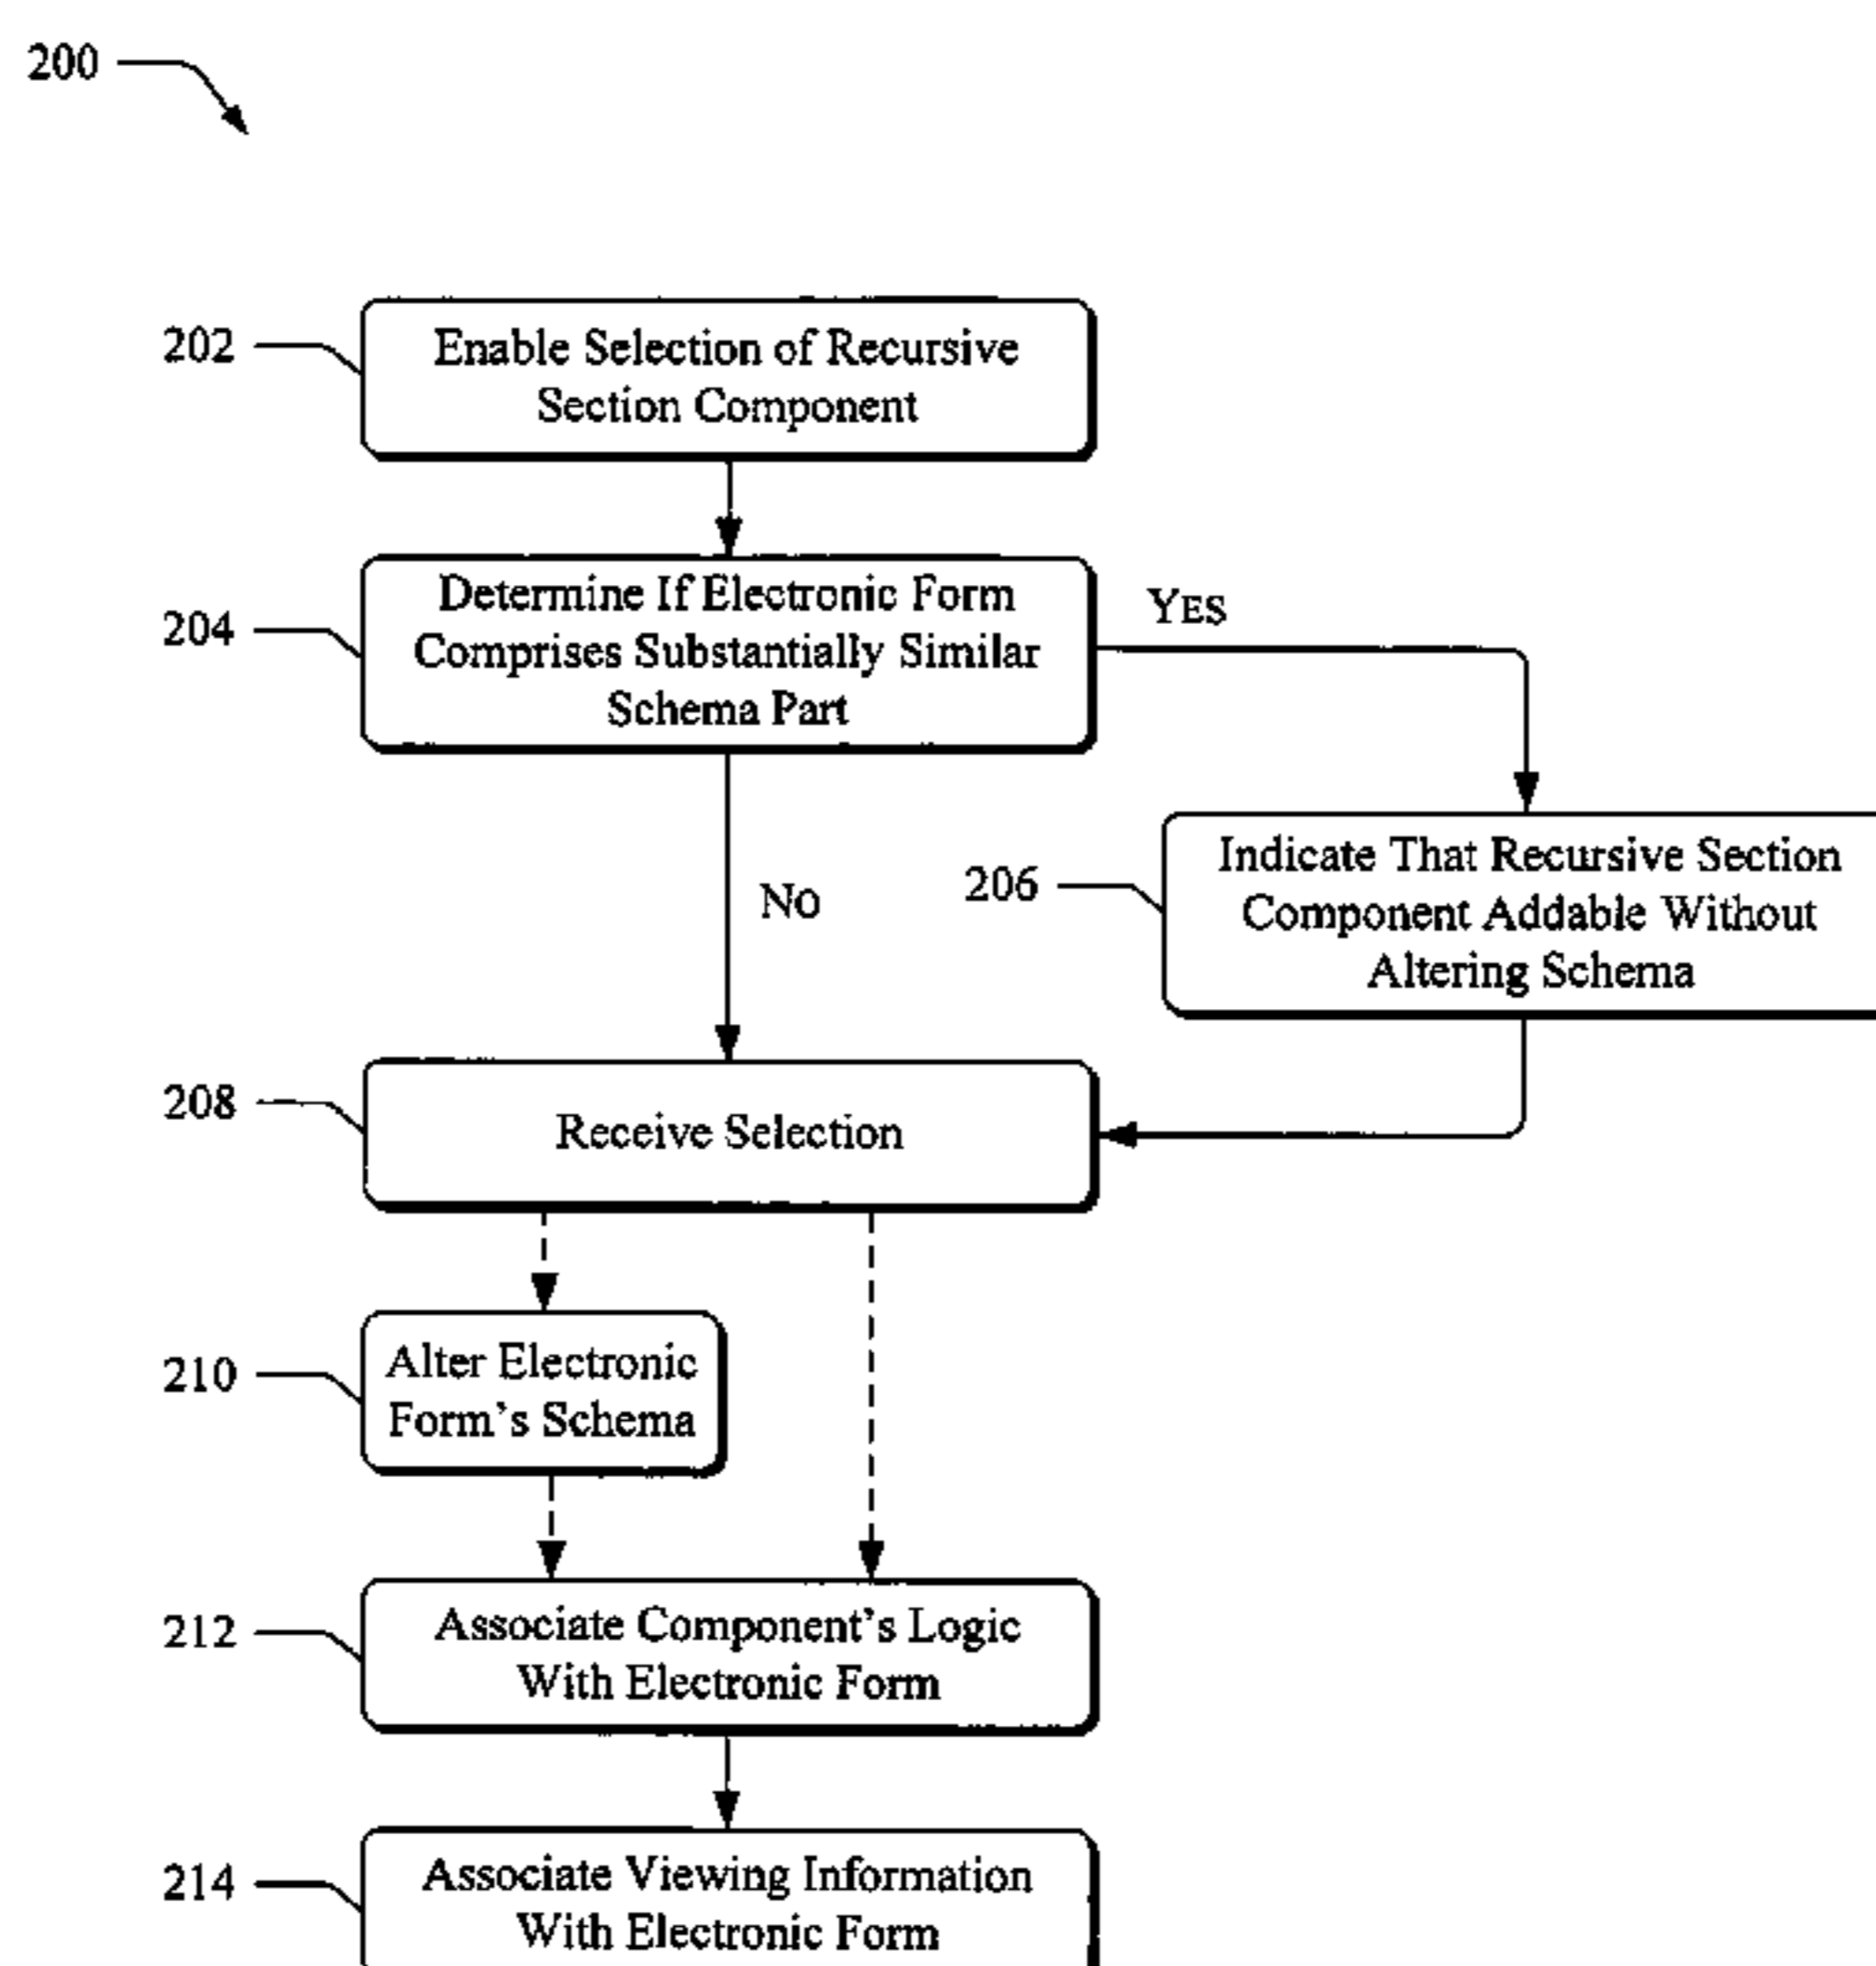 200
202
Enable Selection of Recursive
Section Component
204
Determine If Electronic Form
Comprises Substantially Similar
Schema Part
YES
NO
206
Indicate That Recursive Section
Component Addable Without
Altering Schema
208
Receive Selection
210
Alter Electronic
Form's Schema
212
Associate Component's Logic
With Electronic Form
214
Associate Viewing Information
With Electronic Form